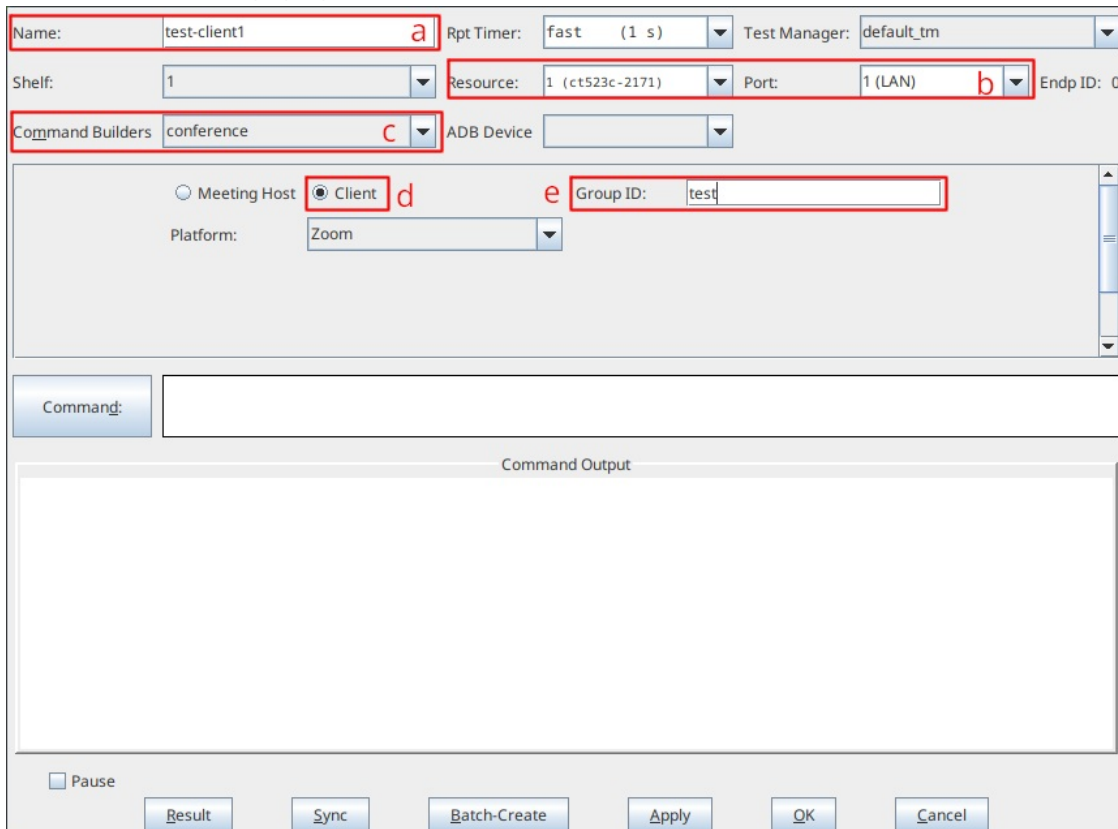 Name: test-client1 a Rpt Timer: fast (1 s) Test Manager: default_tm
Shelf: 1 Resource: 1 (ct523c-2171) Port: 1 (LAN) b Endp ID: 0
Command Builders conference c ADB Device
Meeting Host Client d e Group ID: test
Platform: Zoom
Command:
Command Output
Pause
Result Sync Batch-Create Apply OK Cancel